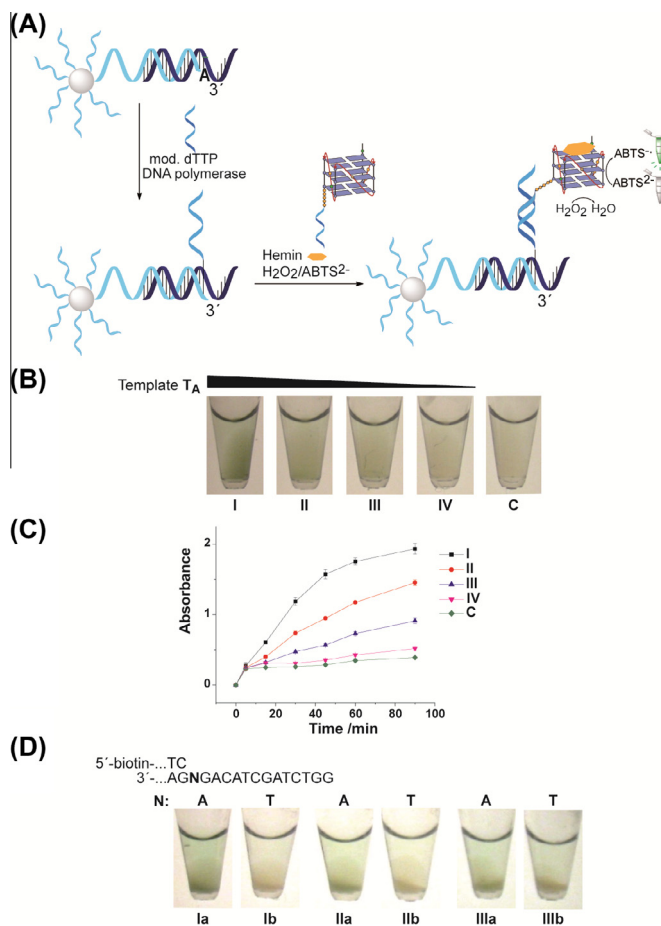 (A)
A
3´
mod. dTTP
DNA polymerase
ABTS·-
ABTS2-
H2O2 H2O
Hemin
H2O2/ABTS2-
3´
3´
(B)
Template TA
I II III IV C
(C)
Absorbance
2
1
0
0 20 40 60 80 100
Time /min
I
II
III
IV
C
(D)
5´-biotin-...TC
3´-...AGNGACATCGATCTGG
N: A T A T A T
Ia Ib IIa IIb IIIa IIIb